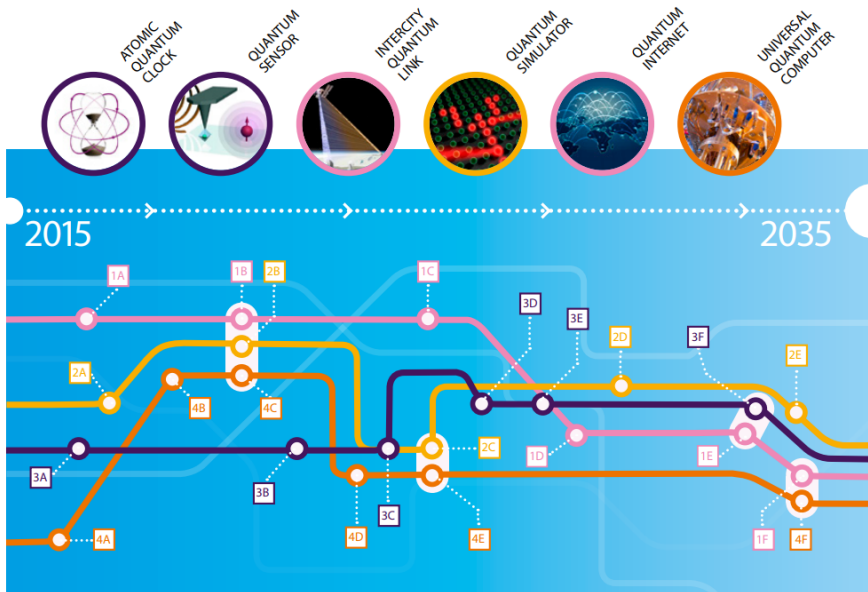 ATOMIC
QUANTUM
CLOCK
QUANTUM
SENSOR
INTERCITY
QUANTUM
LINK
QUANTUM
SIMULATOR
QUANTUM
INTERNET
UNIVERSAL
QUANTUM
COMPUTER
2015
2035
1A
1B
2B
1C
3D
3E
2D
3F
2E
2A
4B
4C
3A
3B
3C
2C
1D
1E
4A
4D
4E
1F
4F